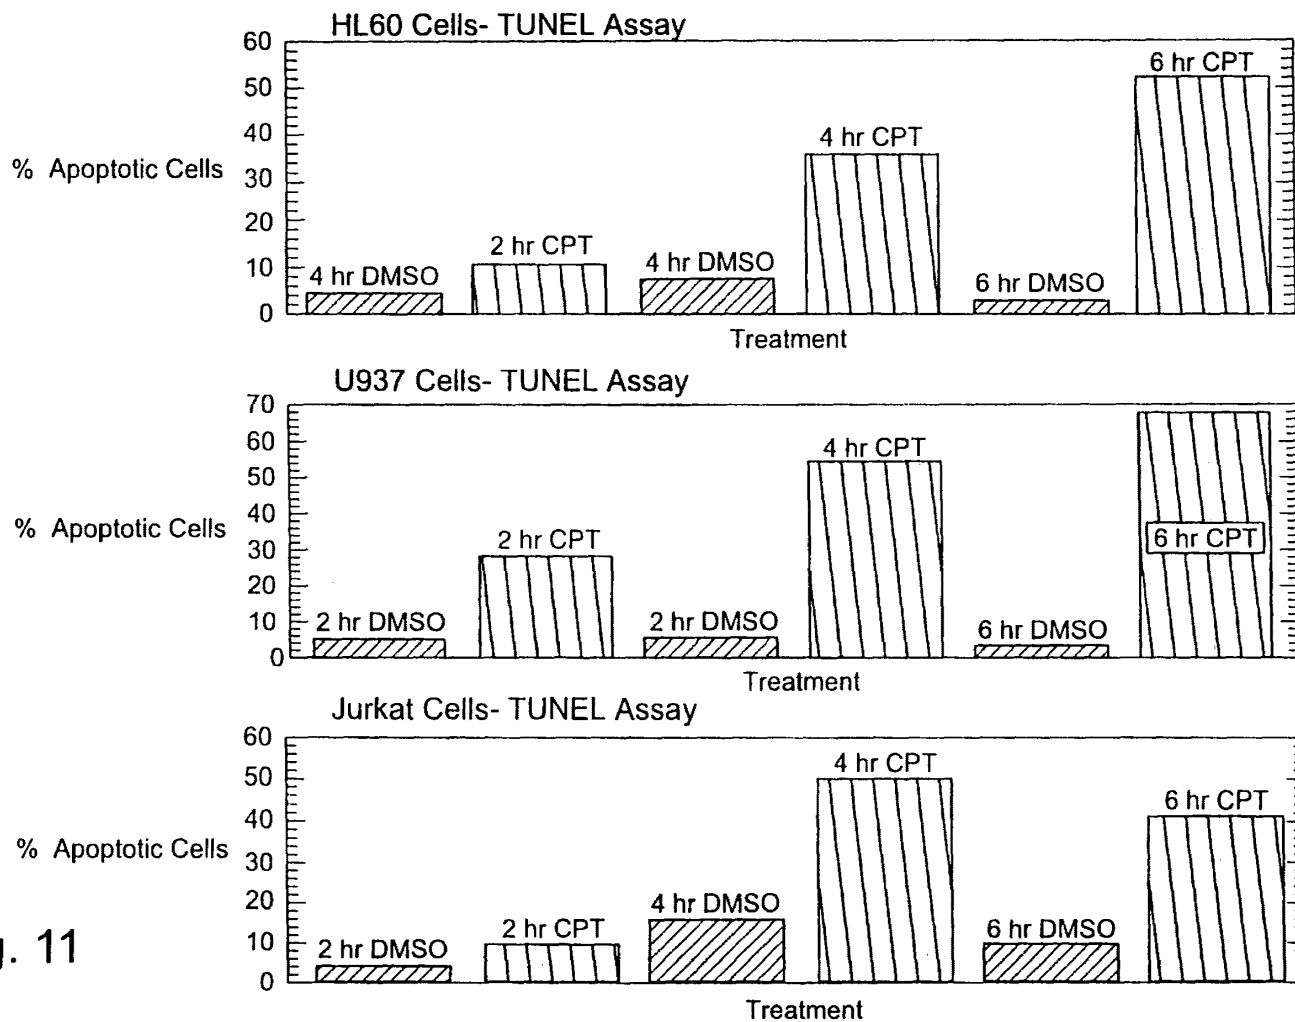 HL60 Cells- TUNEL Assay
60
50
40
30
20
10
0
% Apoptotic Cells
4 hr DMSO
2 hr CPT
4 hr DMSO
4 hr CPT
6 hr DMSO
6 hr CPT
Treatment
U937 Cells- TUNEL Assay
70
60
50
40
30
20
10
0
% Apoptotic Cells
2 hr DMSO
2 hr CPT
2 hr DMSO
4 hr CPT
6 hr DMSO
6 hr CPT
Treatment
Jurkat Cells- TUNEL Assay
60
50
40
30
20
10
0
% Apoptotic Cells
2 hr DMSO
2 hr CPT
4 hr DMSO
4 hr CPT
6 hr DMSO
6 hr CPT
Treatment
g. 11